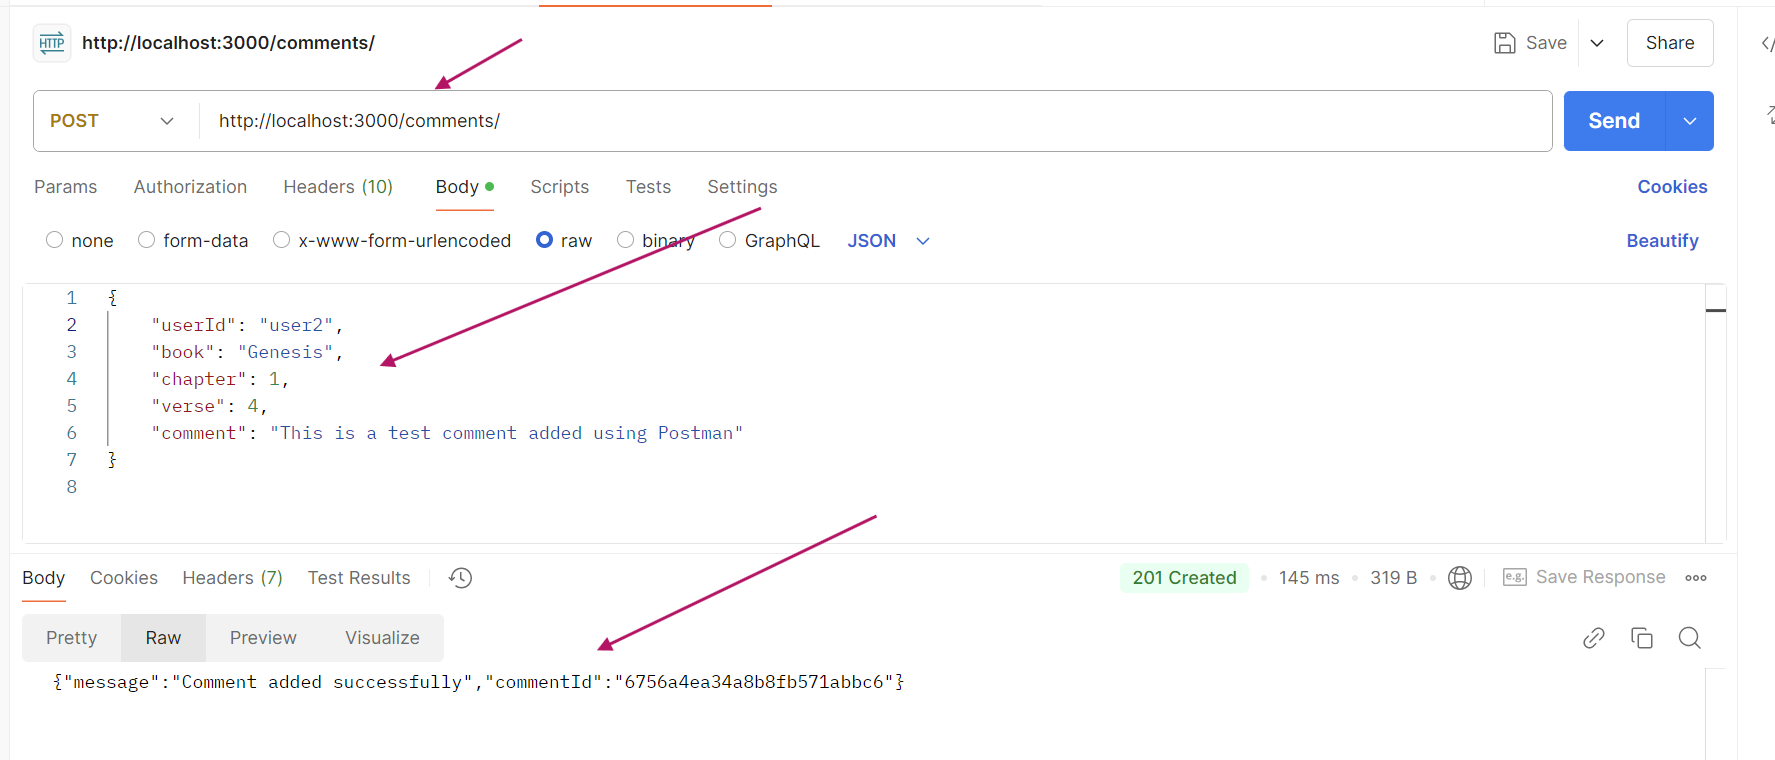 HTTP http://localhost:3000/comments/ Save Share </
POST http://localhost:3000/comments/ Send
Params Authorization Headers (10) Body Scripts Tests Settings Cookies
none form-data x-www-form-urlencoded raw binary GraphQL JSON Beautify
1 {
2 "userId": "user2",
3 "book": "Genesis",
4 "chapter": 1,
5 "verse": 4,
6 "comment": "This is a test comment added using Postman"
7 }
8
Body Cookies Headers (7) Test Results 201 Created 145 ms 319 B e.g. Save Response
Pretty Raw Preview Visualize
{"message":"Comment added successfully","commentId":"6756a4ea34a8b8fb571abbc6"}